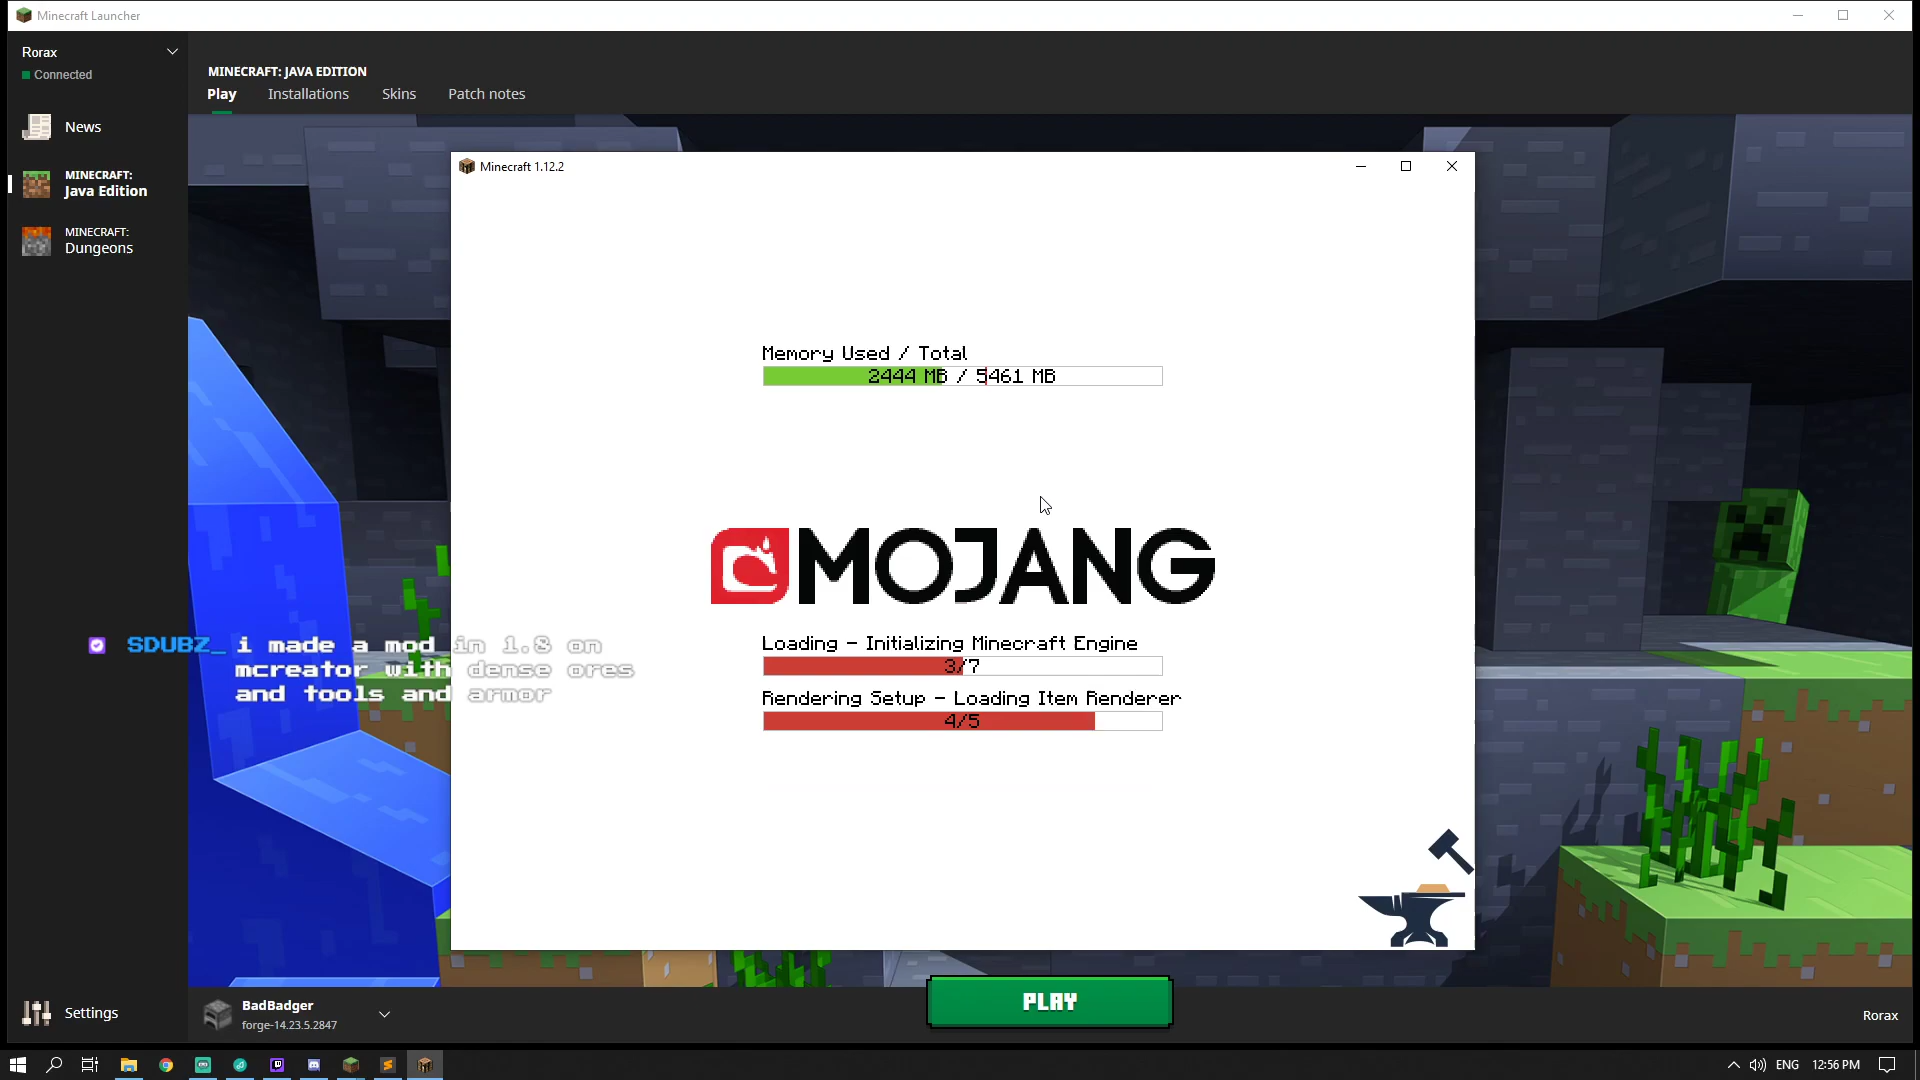 Minecraft Launcher
Rorax
Connected
MINECRAFT: JAVA EDITION
Play
Installations
Skins
Patch notes
News
MINECRAFT:
Java Edition
MINECRAFT:
Dungeons
Minecraft 1.12.2
Memory Used / Total
2444 MB / 5461 MB
MOJANG
SDUBZ_ i made a mod in 1.8 on
mcreator with dense ores
and tools and armor
Loading - Initializing Minecraft Engine
3/7
Rendering Setup - Loading Item Renderer
4/5
Settings
BadBadger
forge-14.23.5.2847
PLAY
Rorax
ENG
12:56 PM